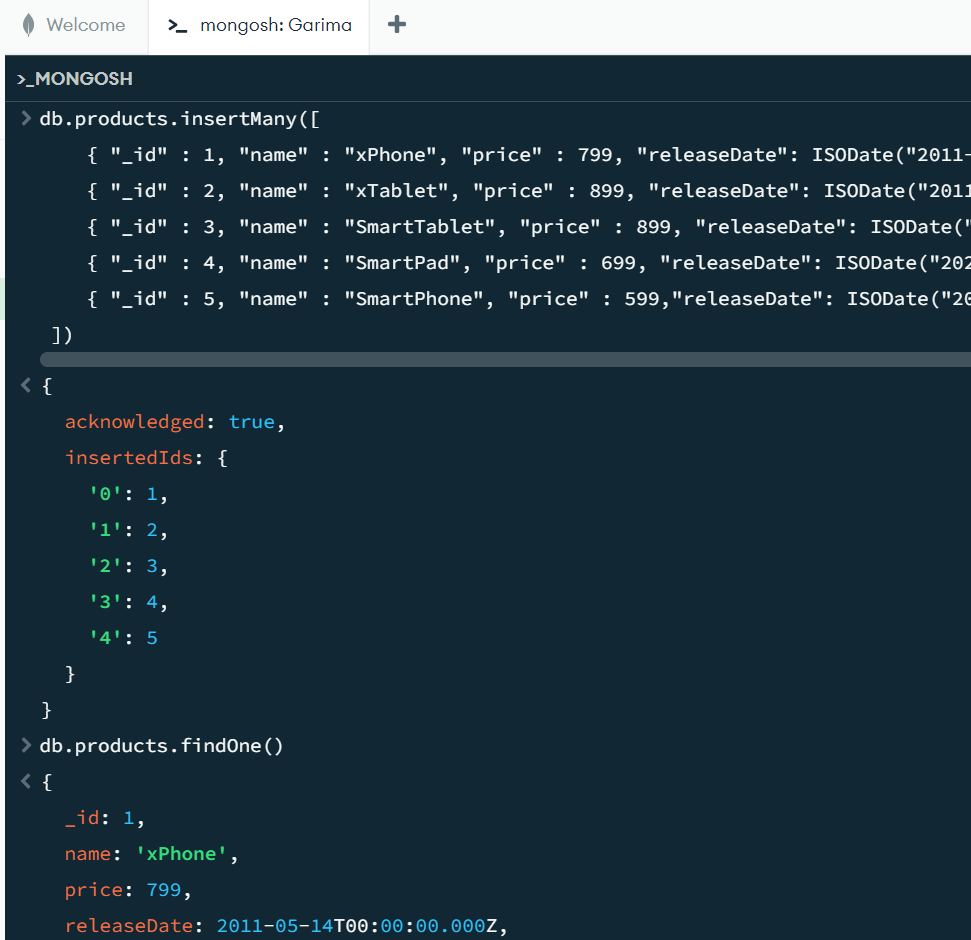 Welcome
>_ mongosh: Garima +
>_MONGOSH
> db.products.insertMany([
{ "_id" : 1, "name" : "xPhone", "price" : 799, "releaseDate": ISODate("2011-
{ "_id" : 2, "name" : "xTablet", "price" : 899, "releaseDate": ISODate("2011
{ "_id" : 3, "name" : "SmartTablet", "price" : 899, "releaseDate": ISODate("
{ "_id" : 4, "name" : "SmartPad", "price" : 699, "releaseDate": ISODate("202
{ "_id" : 5, "name" : "SmartPhone", "price" : 599,"releaseDate": ISODate("20
])
< {
acknowledged: true,
insertedIds: {
'0': 1,
'1': 2,
'2': 3,
'3': 4,
'4': 5
}
}
> db.products.findOne()
< {
_id: 1,
name: 'xPhone',
price: 799,
releaseDate: 2011-05-14T00:00:00.000Z,